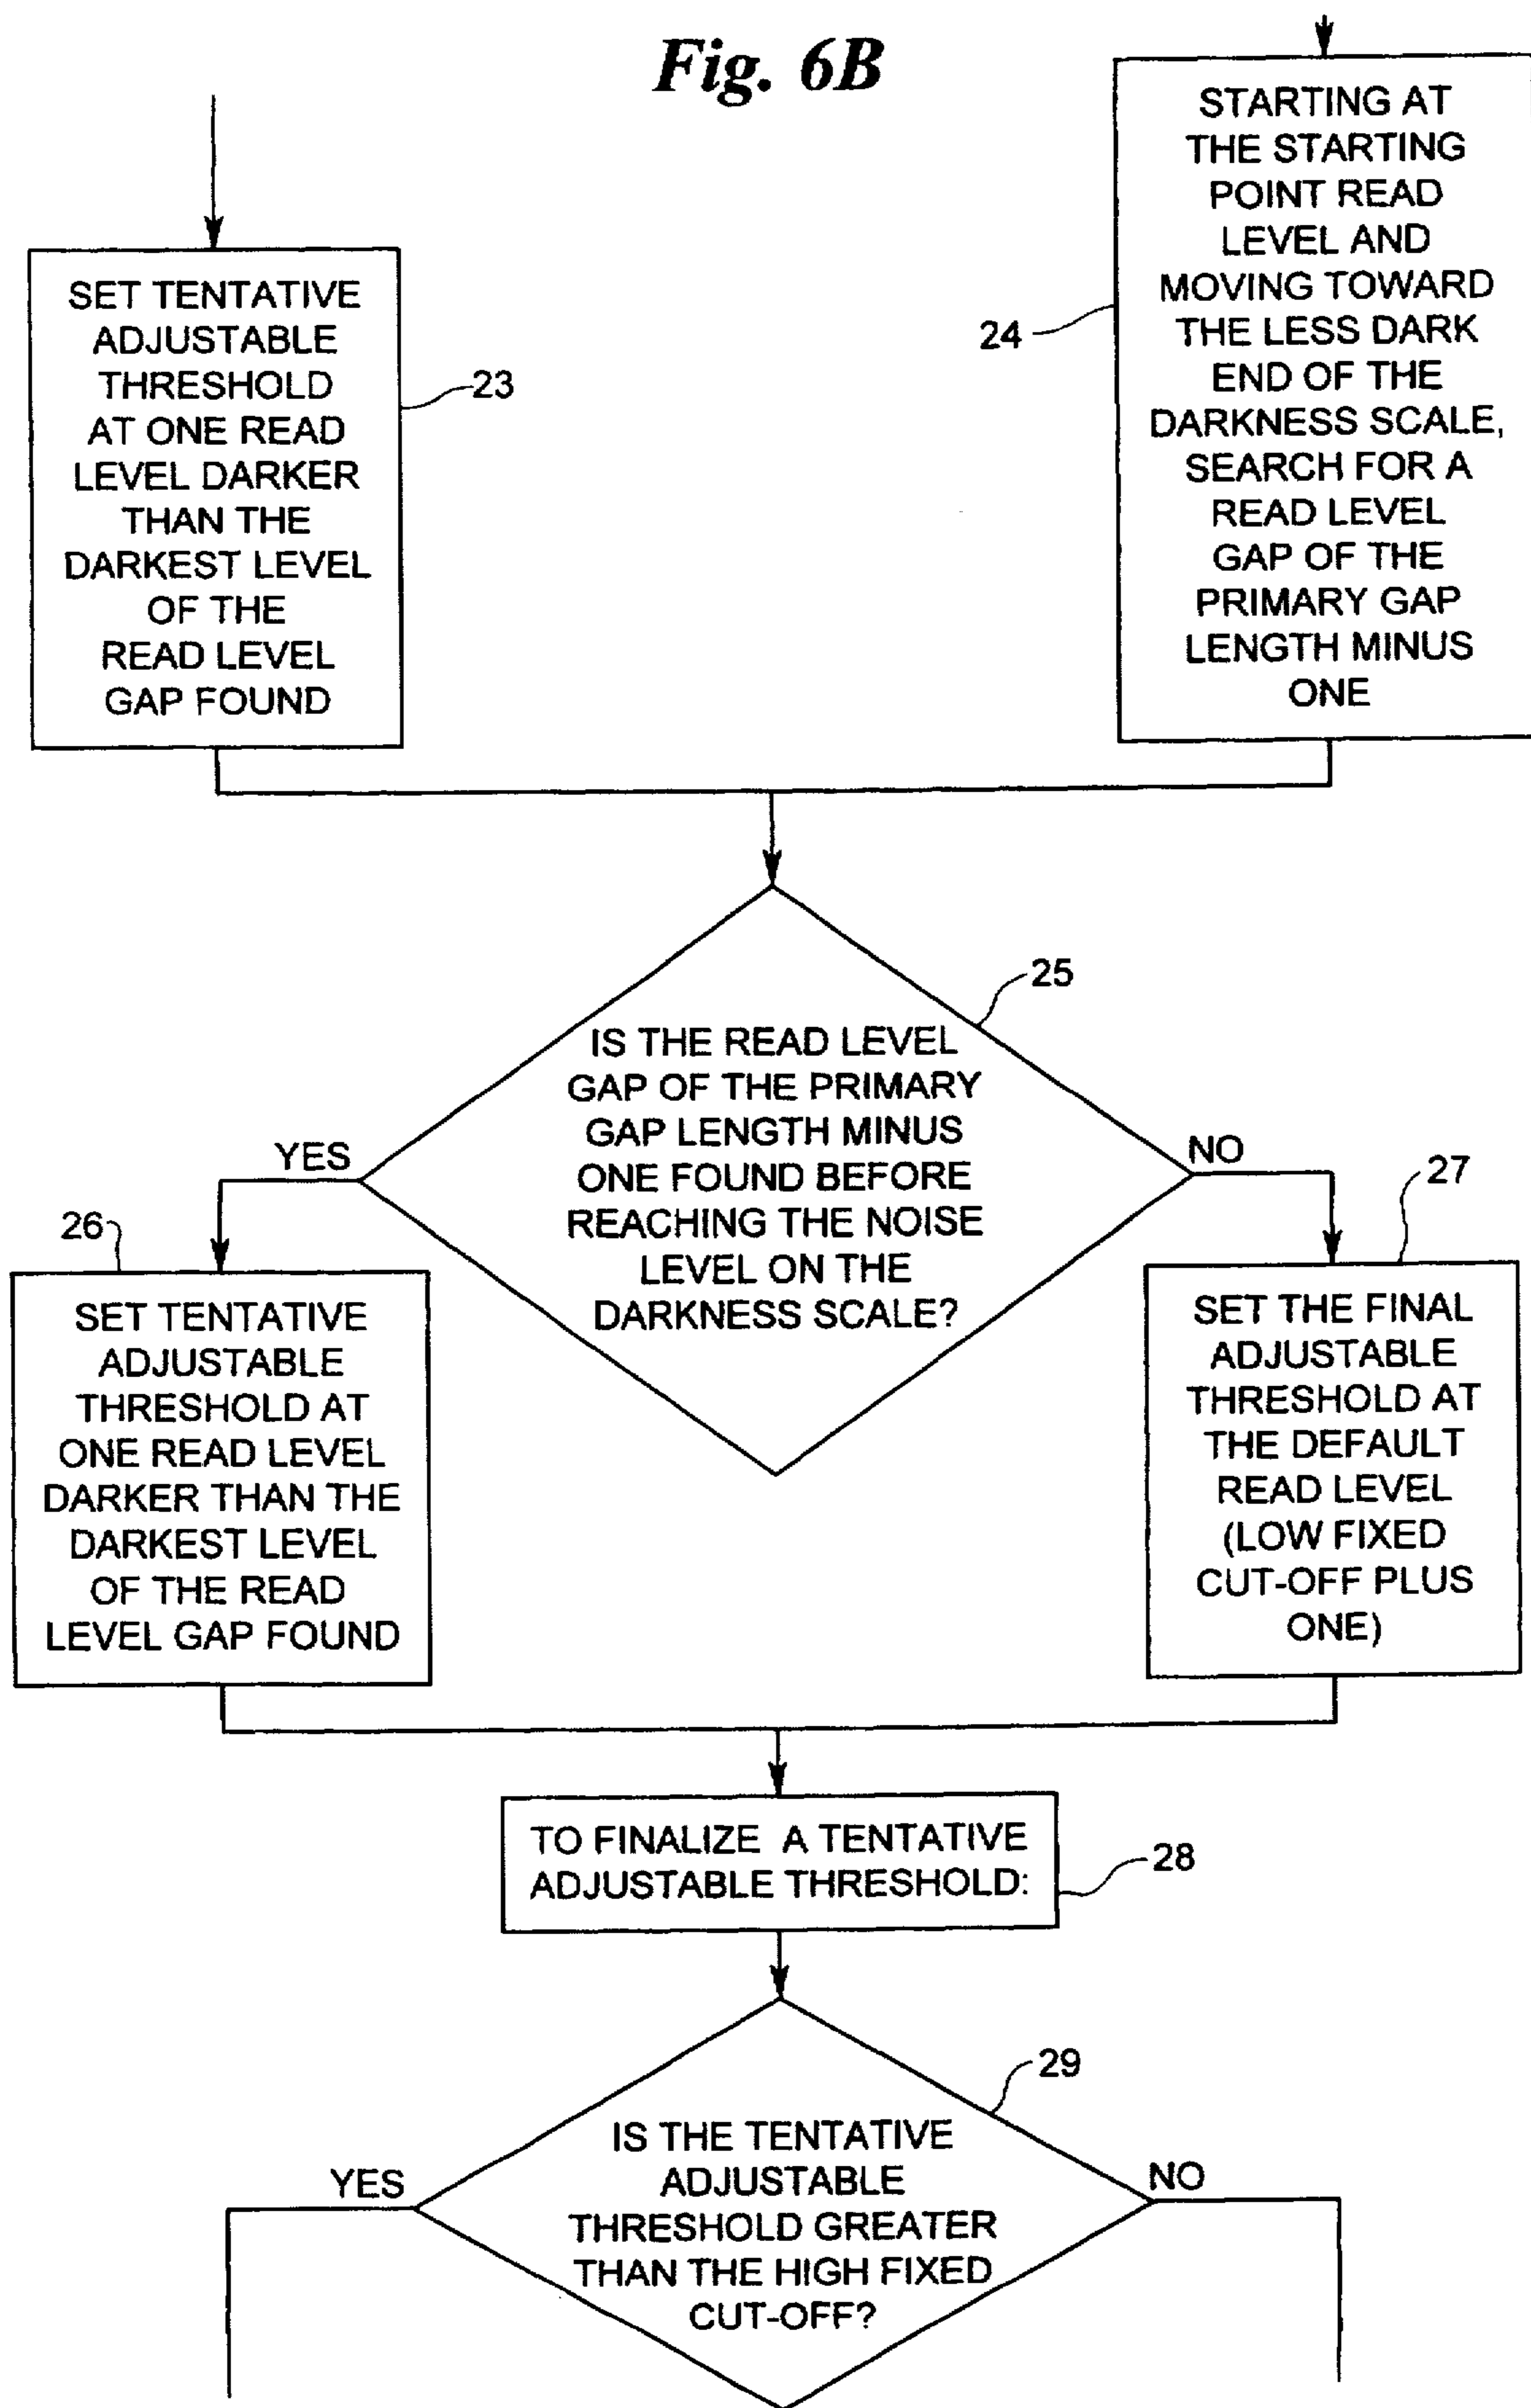 Fig. 6B
SET TENTATIVE
ADJUSTABLE
THRESHOLD
AT ONE READ
LEVEL DARKER
THAN THE
DARKEST LEVEL
OF THE
READ LEVEL
GAP FOUND
23
STARTING AT
THE STARTING
POINT READ
LEVEL AND
MOVING TOWARD
THE LESS DARK
END OF THE
DARKNESS SCALE,
SEARCH FOR A
READ LEVEL
GAP OF THE
PRIMARY GAP
LENGTH MINUS
ONE
24
IS THE READ LEVEL
GAP OF THE PRIMARY
GAP LENGTH MINUS
ONE FOUND BEFORE
REACHING THE NOISE
LEVEL ON THE
DARKNESS SCALE?
25
YES
NO
26
SET TENTATIVE
ADJUSTABLE
THRESHOLD AT
ONE READ LEVEL
DARKER THAN THE
DARKEST LEVEL
OF THE READ
LEVEL GAP FOUND
27
SET THE FINAL
ADJUSTABLE
THRESHOLD AT
THE DEFAULT
READ LEVEL
(LOW FIXED
CUT-OFF PLUS
ONE)
TO FINALIZE A TENTATIVE
ADJUSTABLE THRESHOLD:
28
IS THE TENTATIVE
ADJUSTABLE
THRESHOLD GREATER
THAN THE HIGH FIXED
CUT-OFF?
29
YES
NO